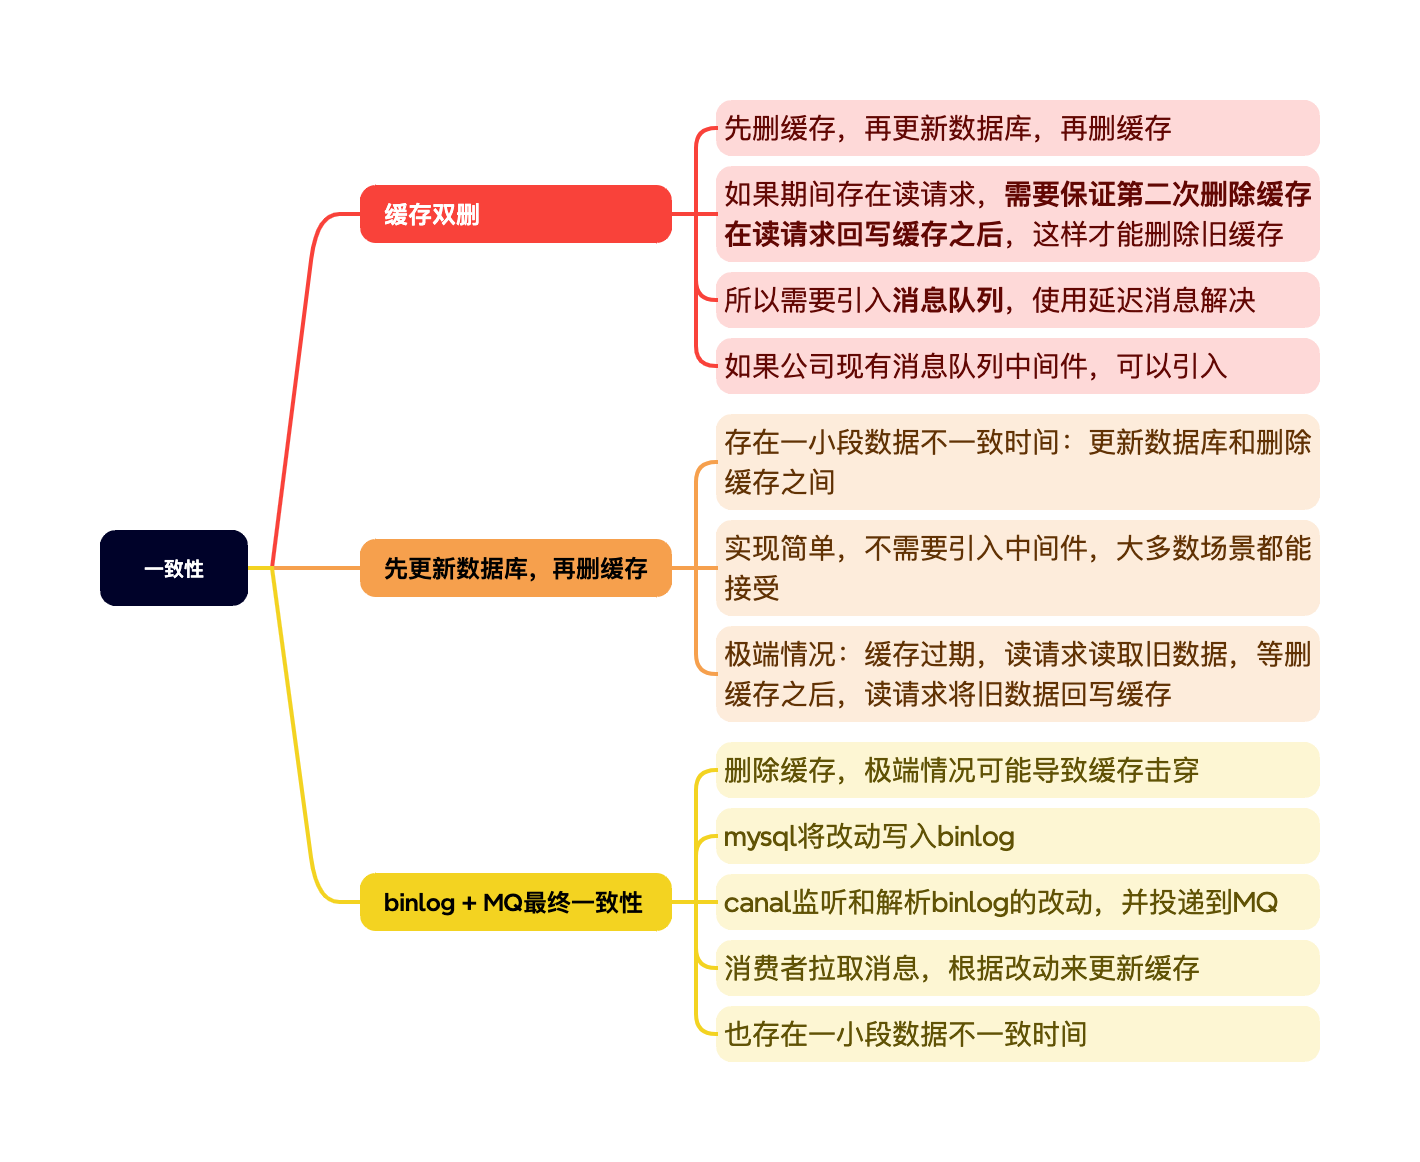 一致性
缓存双删
先删缓存，再更新数据库，再删缓存
如果期间存在读请求，需要保证第二次删除缓存
在读请求回写缓存之后，这样才能删除旧缓存
所以需要引入消息队列，使用延迟消息解决
如果公司现有消息队列中间件，可以引入
先更新数据库，再删缓存
存在一小段数据不一致时间：更新数据库和删除
缓存之间
实现简单，不需要引入中间件，大多数场景都能
接受
极端情况：缓存过期，读请求读取旧数据，等删
缓存之后，读请求将旧数据回写缓存
binlog + MQ最终一致性
删除缓存，极端情况可能导致缓存击穿
mysql将改动写入binlog
canal监听和解析binlog的改动，并投递到MQ
消费者拉取消息，根据改动来更新缓存
也存在一小段数据不一致时间